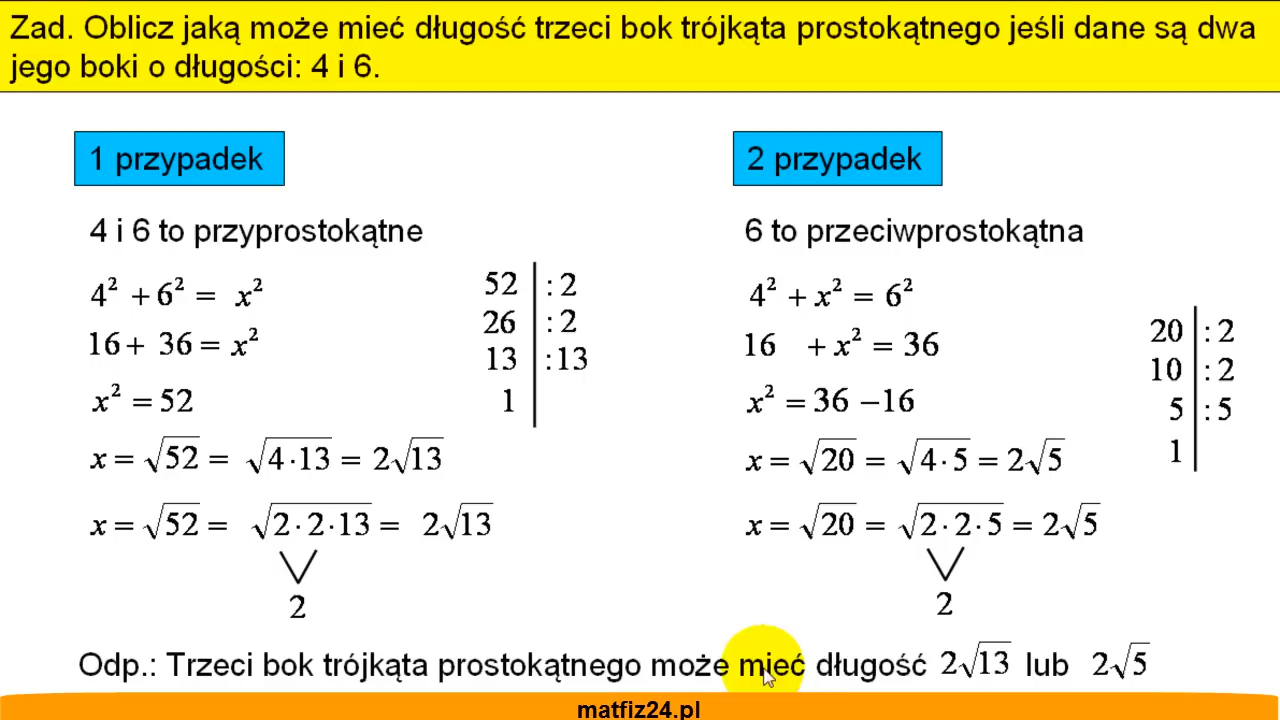 Zad. Oblicz jaką może mieć długość trzeci bok trójkąta prostokątnego jeśli dane są dwa
jego boki o długości: 4 i 6.
1 przypadek
4 i 6 to przyprostokątne
4² + 6² = x²
16 + 36 = x²
x² = 52
x = √52 = √4·13 = 2√13
x = √52 = √2·2·13 = 2√13
2
52 | :2
26 | :2
13 | :13
1 |
2 przypadek
6 to przeciwprostokątna
4² + x² = 6²
16 + x² = 36
x² = 36 − 16
x = √20 = √4·5 = 2√5
x = √20 = √2·2·5 = 2√5
2
20 | :2
10 | :2
5 | :5
1 |
Odp.: Trzeci bok trójkąta prostokątnego może mieć długość 2√13 lub 2√5
matfiz24.pl